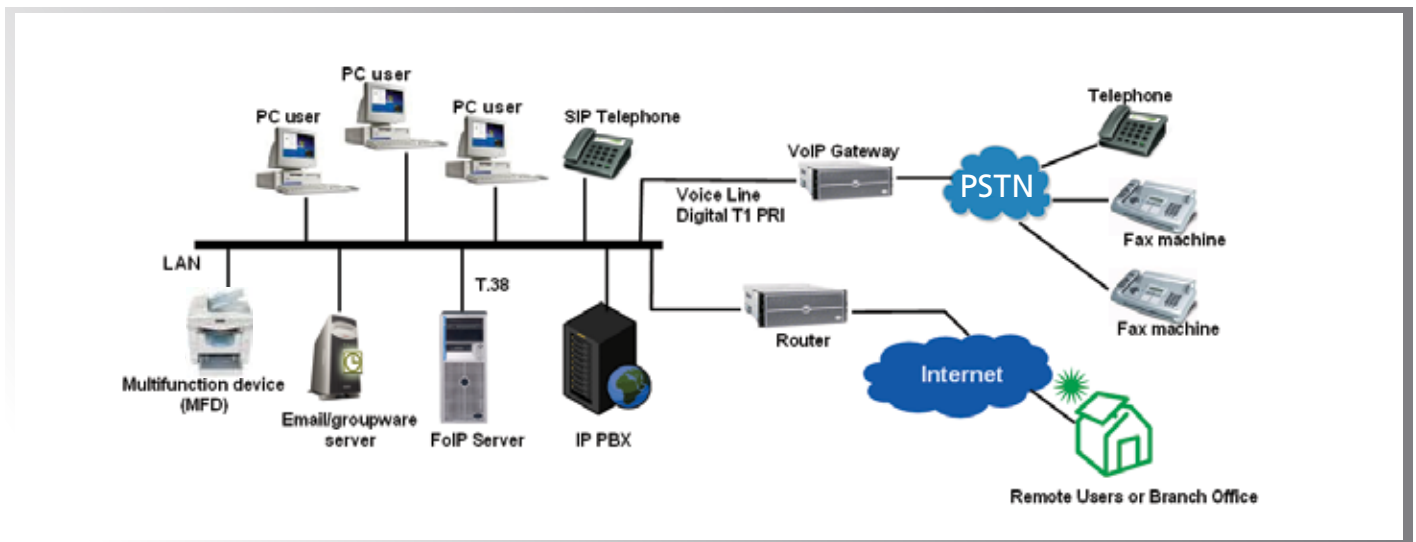 PC user
PC user
PC user
SIP Telephone
Telephone
VoIP Gateway
PSTN
Voice Line
Digital T1 PRI
Fax machine
LAN
T.38
Fax machine
Router
Internet
Multifunction device
(MFD)
Email/groupware
server
FoIP Server
IP PBX
Remote Users or Branch Office